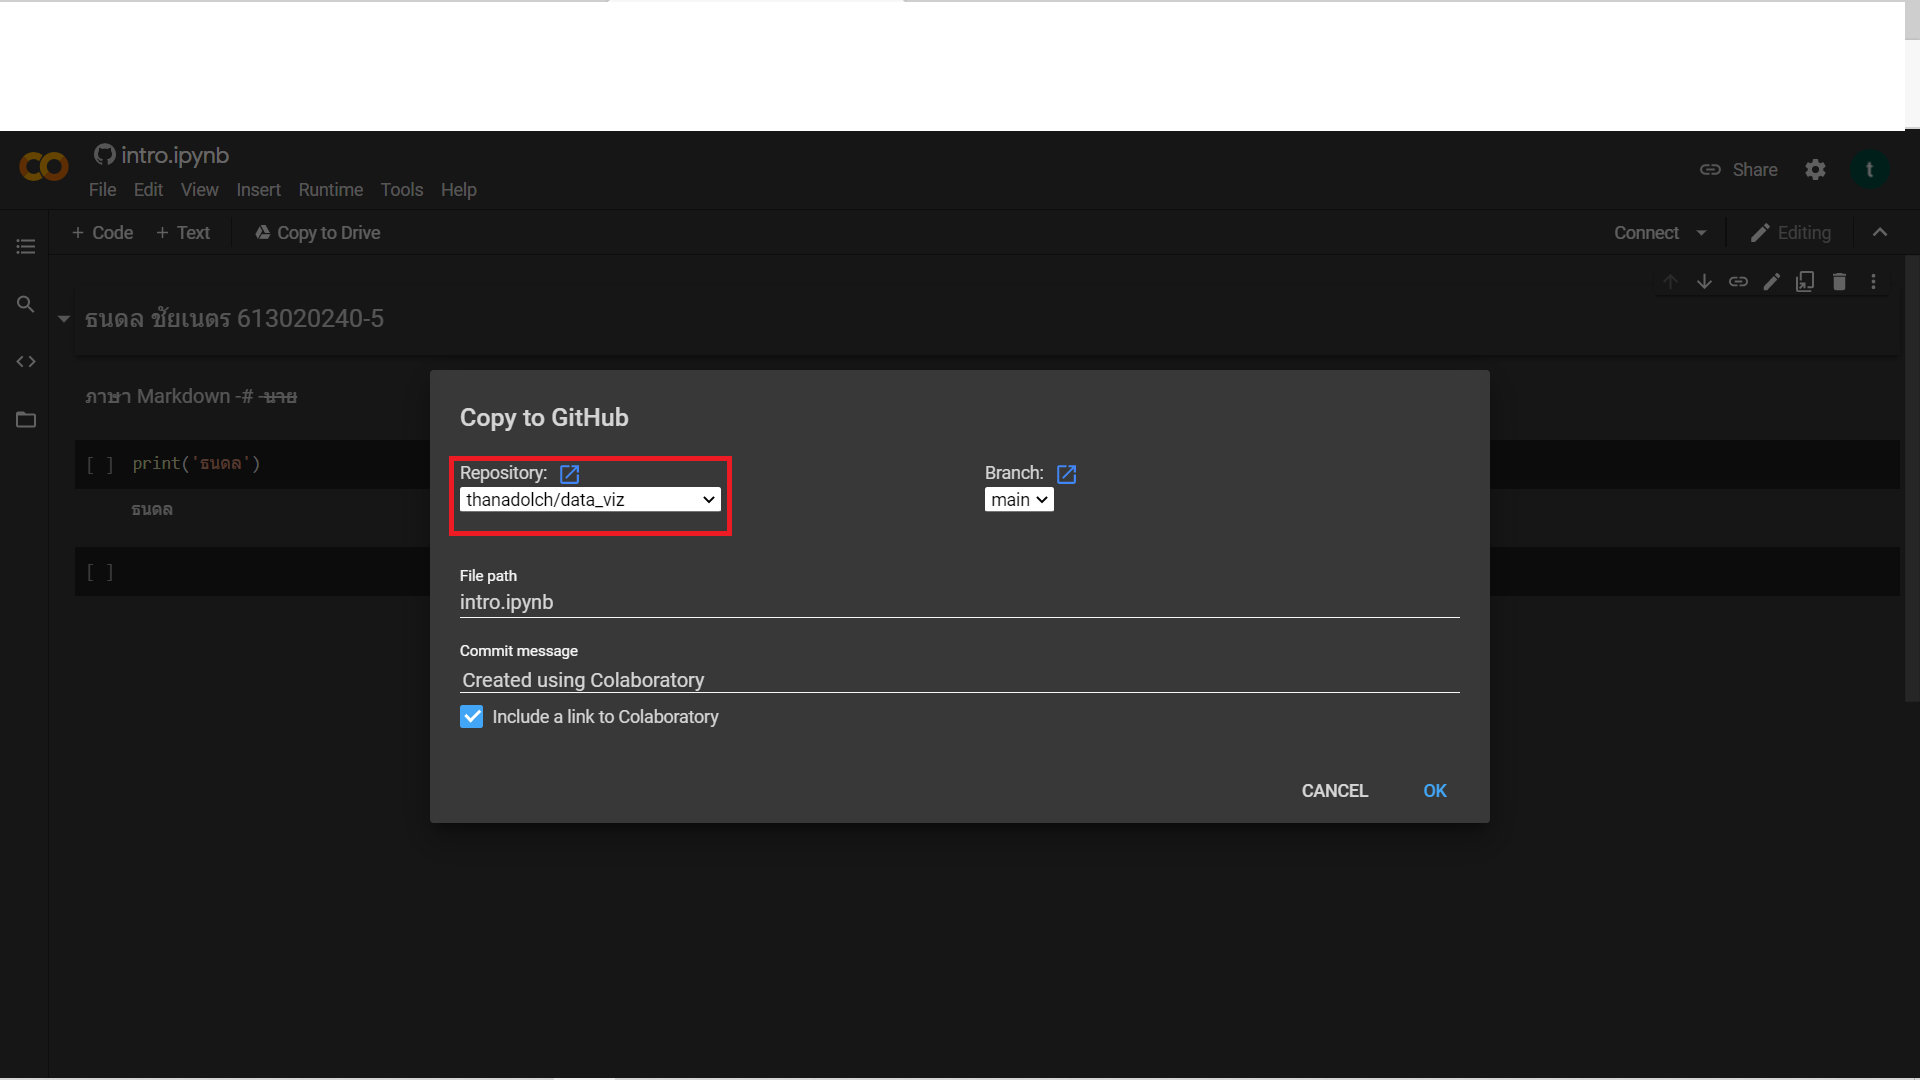 intro.ipynb
File Edit View Insert Runtime Tools Help
Share
t
+ Code + Text Copy to Drive
Connect
Editing
ธนดล ชัยเนตร 613020240-5
ภาษา Markdown -# -นาย
[ ] print('ธนดล')
ธนดล
[ ]
Copy to GitHub
Repository:
Branch:
thanadolch/data_viz
main
File path
intro.ipynb
Commit message
Created using Colaboratory
Include a link to Colaboratory
CANCEL OK